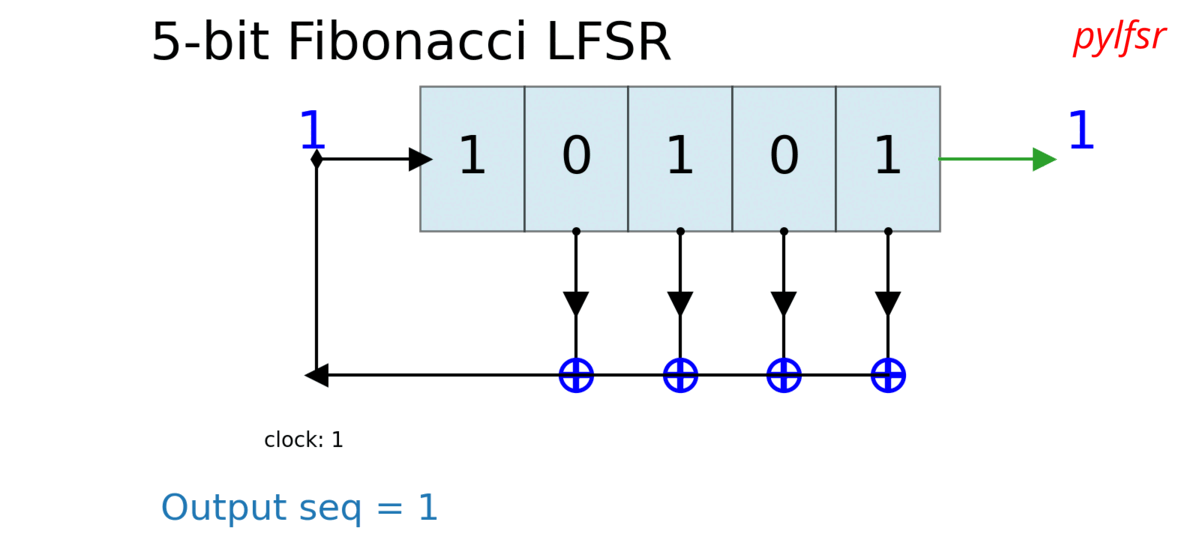 5-bit Fibonacci LFSR
pylfsr
1 1 0 1 0 1 1
clock: 1
Output seq = 1